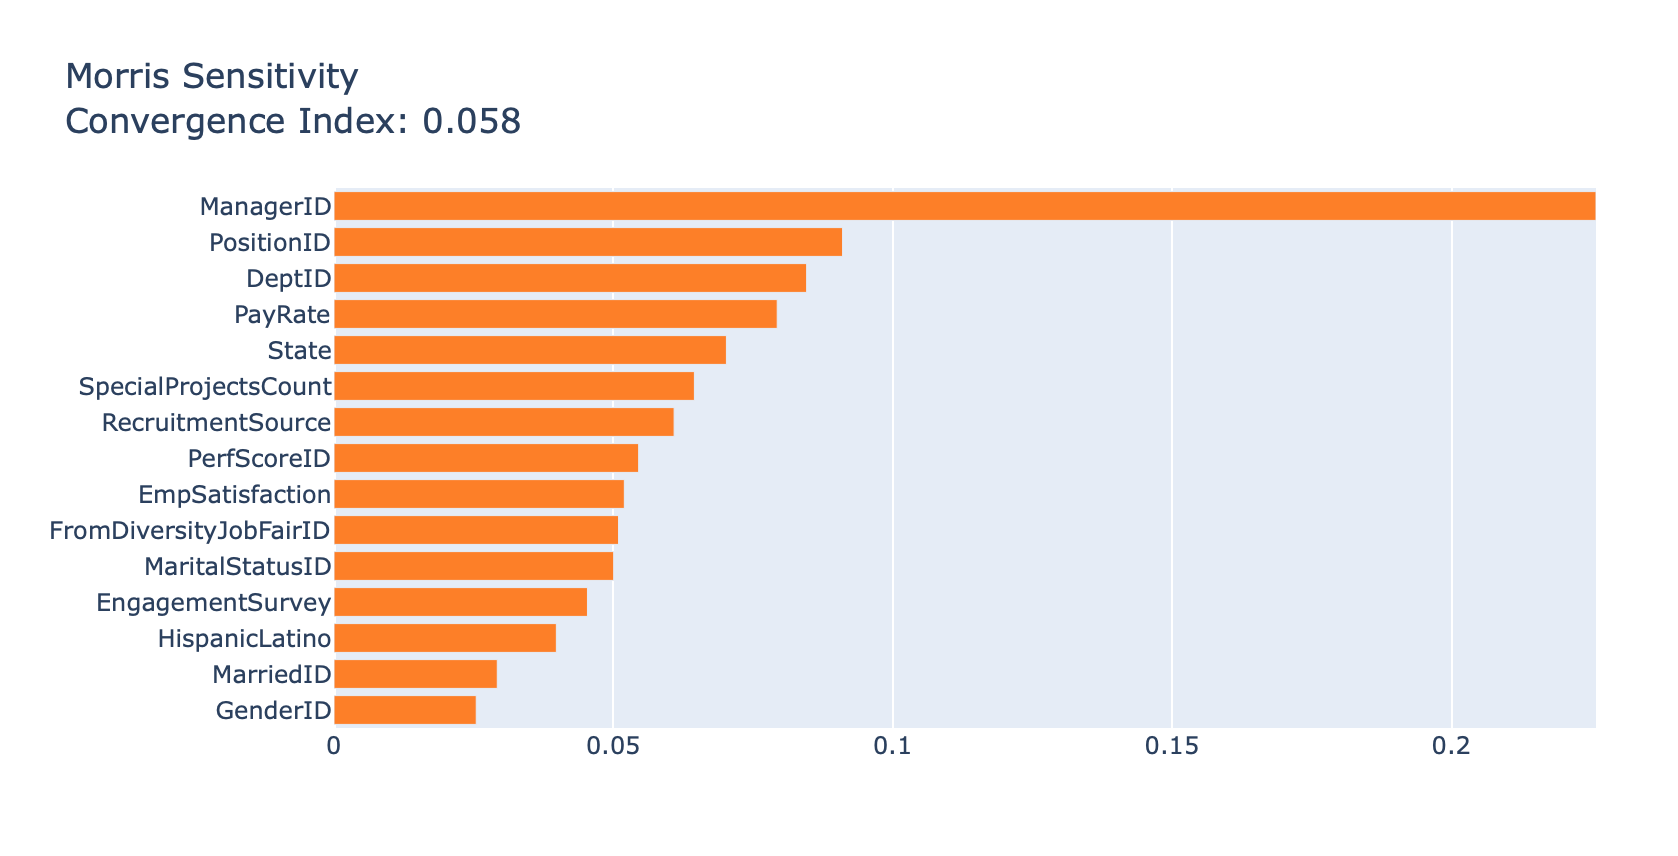 Morris Sensitivity
Convergence Index: 0.058
ManagerID
PositionID
DeptID
PayRate
State
SpecialProjectsCount
RecruitmentSource
PerfScoreID
EmpSatisfaction
FromDiversityJobFairID
MaritalStatusID
EngagementSurvey
HispanicLatino
MarriedID
GenderID
0 0.05 0.1 0.15 0.2